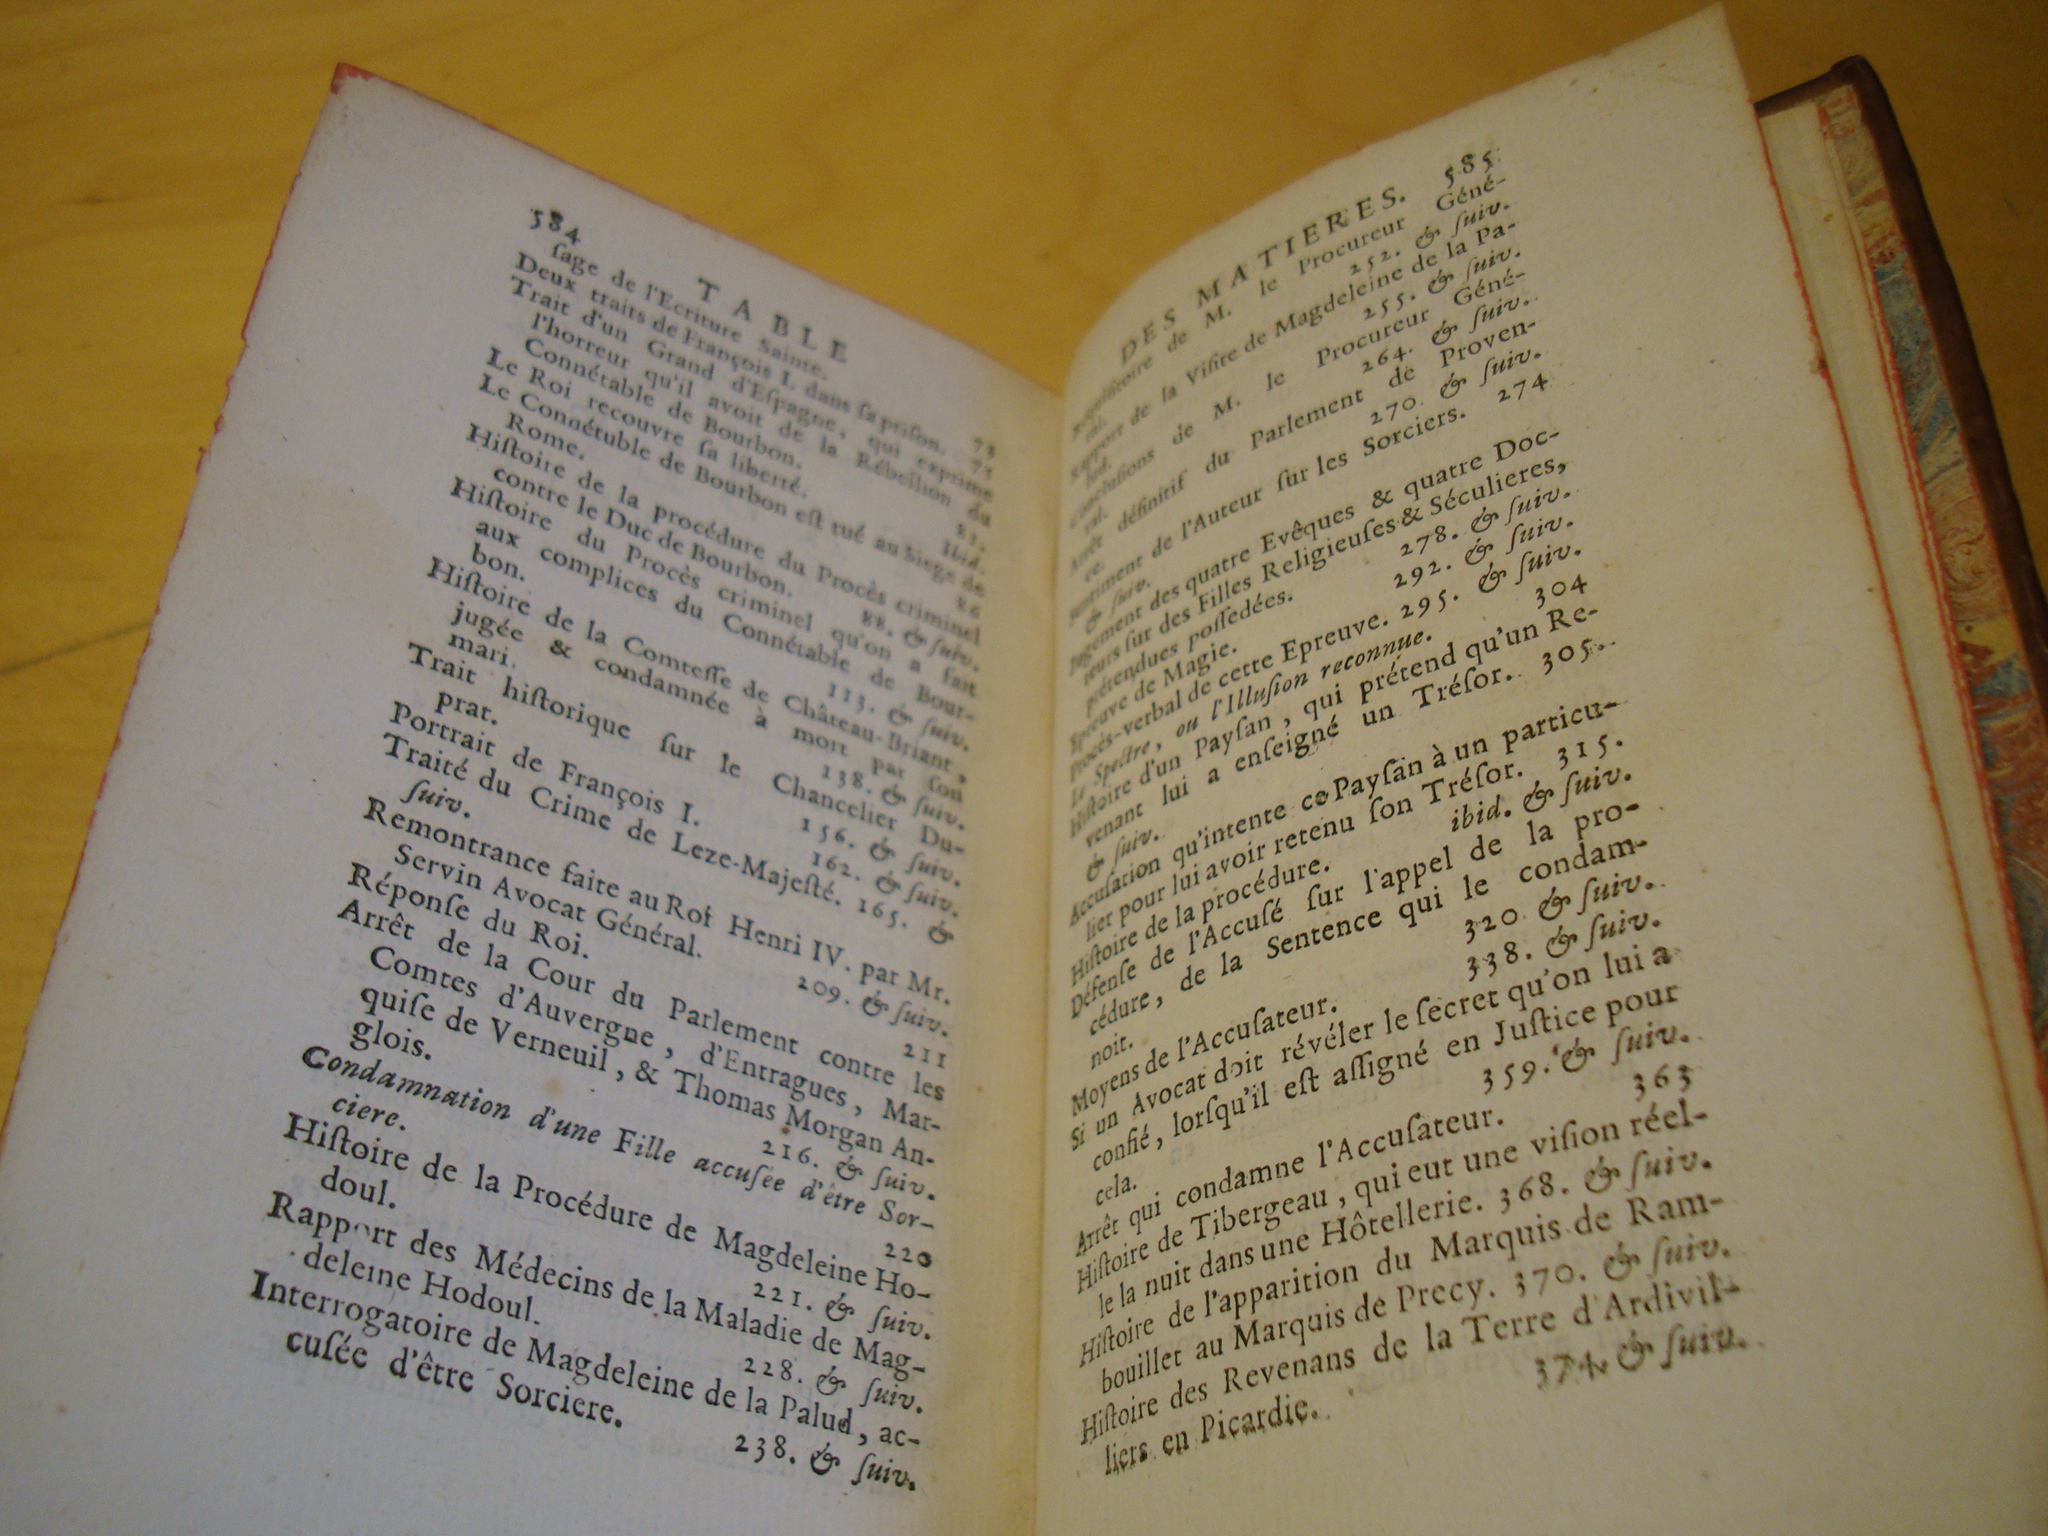 584
TABLE
ſage de l'Ecriture Sainte. 73
Deux traits de François I. dans ſa priſon. 75
Trait d'un Grand d'Eſpagne, qui exprime
l'horreur qu'il avoit de la Rébellion du
Connétable de Bourbon. 83.
Le Roi recouvre ſa liberté. Ibid.
Le Connétable de Bourbon eſt tué au Siege de
Rome. 86
Hiſtoire de la procédure du Procès criminel
contre le Duc de Bourbon. 88. & ſuiv.
Hiſtoire du Procès criminel qu'on a fait
aux complices du Connétable de Bour-
bon. 113. & ſuiv.
Hiſtoire de la Comteſſe de Château-Briant,
jugée & condamnée à mort par ſon
mari. 138. & ſuiv.
Trait hiſtorique ſur le Chancelier Du-
prat. 156. & ſuiv.
Portrait de François I. 162. & ſuiv.
Traité du Crime de Leze-Majeſté. 165. &
ſuiv.
Remontrance faite au Roi Henri IV. par Mr.
Servin Avocat Général. 209. & ſuiv.
Réponſe du Roi. 211
Arrêt de la Cour du Parlement contre les
Comtes d'Auvergne, d'Entragues, Mar-
quiſe de Verneuil, & Thomas Morgan An-
glois. 216. & ſuiv.
Condamnation d'une Fille accuſée d'être Sor-
ciere. 220
Hiſtoire de la Procédure de Magdeleine Ho-
doul. 221. & ſuiv.
Rapport des Médecins de la Maladie de Mag-
deleine Hodoul. 228. & ſuiv.
Interrogatoire de Magdeleine de la Palud, ac-
cuſée d'être Sorciere. 238. & ſuiv.
DES MATIERES. 585
de M. le Procureur Géné-
ral. 252. & ſuiv.
de la Viſite de Magdeleine de la Pa-
lud. 255. & ſuiv.
Concluſions de M. le Procureur Géné-
ral. 264. & ſuiv.
Arrêt définitif du Parlement de Proven-
ce. 270. & ſuiv.
Sentiment de l'Auteur ſur les Sorciers. 274
& ſuiv.
Jugement des quatre Evêques & quatre Doc-
teurs ſur des Filles Religieuſes & Séculieres,
prétendues poſſedées. 278. & ſuiv.
Epreuve de Magie. 292. & ſuiv.
Procès-verbal de cette Epreuve. 295. & ſuiv.
Le Spectre, ou l'Illuſion reconnue. 304
Hiſtoire d'un Payſan, qui prétend qu'un Re-
venant lui a enſeigné un Tréſor. 305.
& ſuiv.
Accuſation qu'intente ce Payſan à un particu-
lier pour lui avoir retenu ſon Tréſor. 315.
Hiſtoire de la procédure. ibid. & ſuiv.
Défenſe de l'Accuſé ſur l'appel de la pro-
cédure, de la Sentence qui le condam-
noit. 320. & ſuiv.
Moyens de l'Accuſateur. 338. & ſuiv.
Si un Avocat doit révéler le ſecret qu'on lui a
confié, lorſqu'il eſt aſſigné en Juſtice pour
cela. 359. & ſuiv.
Arrêt qui condamne l'Accuſateur. 363
Hiſtoire de Tibergeau, qui eut une viſion réel-
le la nuit dans une Hôtellerie. 368. & ſuiv.
Hiſtoire de l'apparition du Marquis de Ram-
bouillet au Marquis de Precy. 370. & ſuiv.
Hiſtoire des Revenans de la Terre d'Ardivil-
liers en Picardie. 374. & ſuiv.